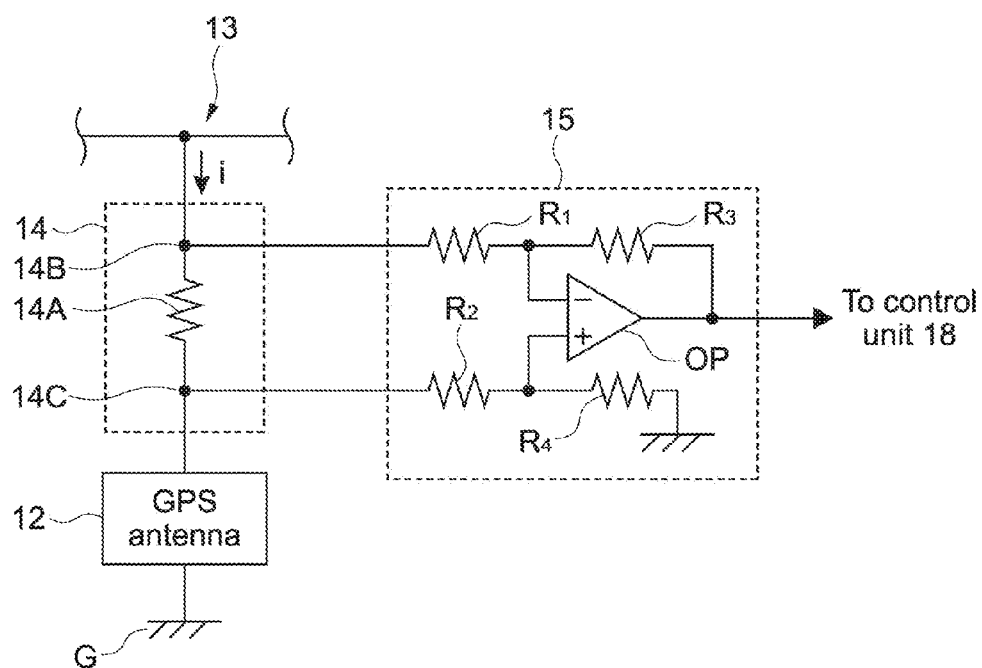 13
i
15
14
14B
14A
14C
R1
R3
R2
R4
−
+
OP
To control
unit 18
12
GPS
antenna
G